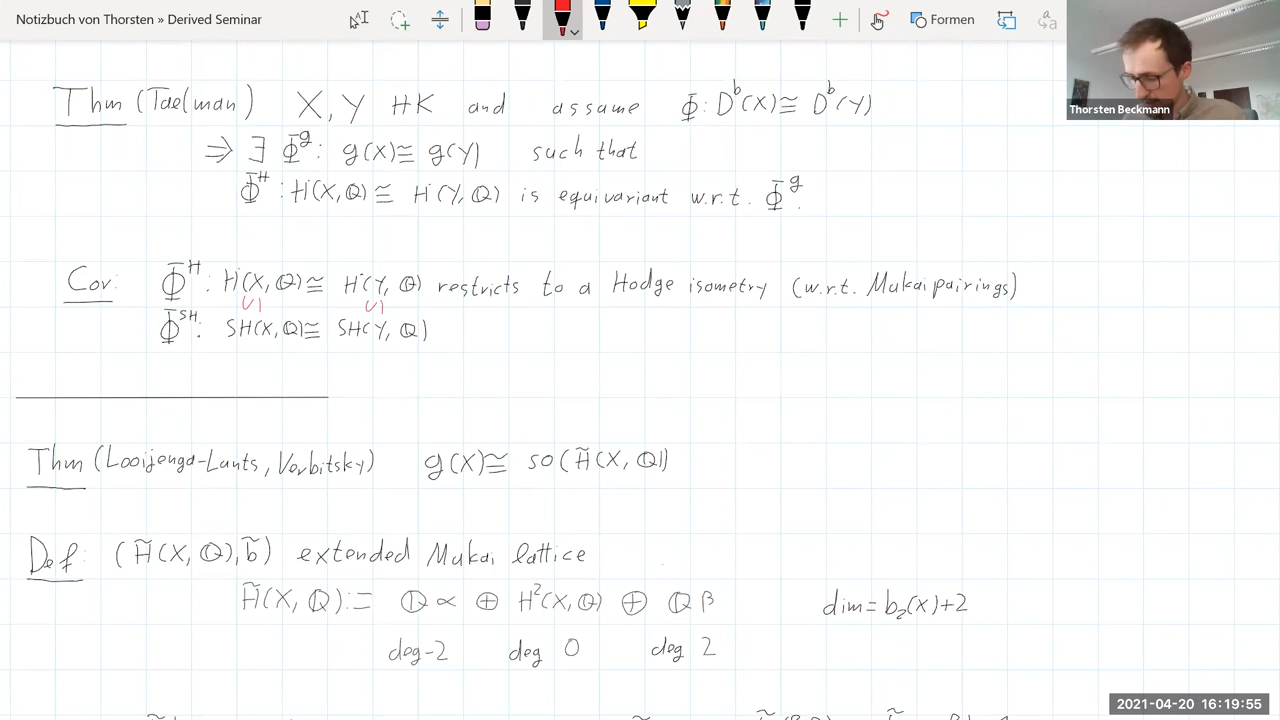 Notizbuch von Thorsten » Derived Seminar
Formen
Thorsten Beckmann
Thm (Taelman) X, Y HK and assume Φ: D^b(X) ≅ D^b(Y)
⇒ ∃ Φ^g: g(X) ≅ g(Y) such that
Φ^H: H(X, ℚ) ≅ H(Y, ℚ) is equivariant w.r.t. Φ^g.
Cor: Φ^H: H(X, ℚ) ≅ H(Y, ℚ) restricts to a Hodge isometry (w.r.t. Mukai pairings)
∪| ∪|
Φ^SH: SH(X, ℚ) ≅ SH(Y, ℚ)
Thm (Looijenga-Lunts, Verbitsky) g(X) ≅ so(H̃(X, ℚ))
Def: (H̃(X, ℚ), b̃) extended Mukai lattice
H̃(X, ℚ) := ℚα ⊕ H²(X, ℚ) ⊕ ℚβ dim = b₂(X)+2
deg -2 deg 0 deg 2
2021-04-20 16:19:55